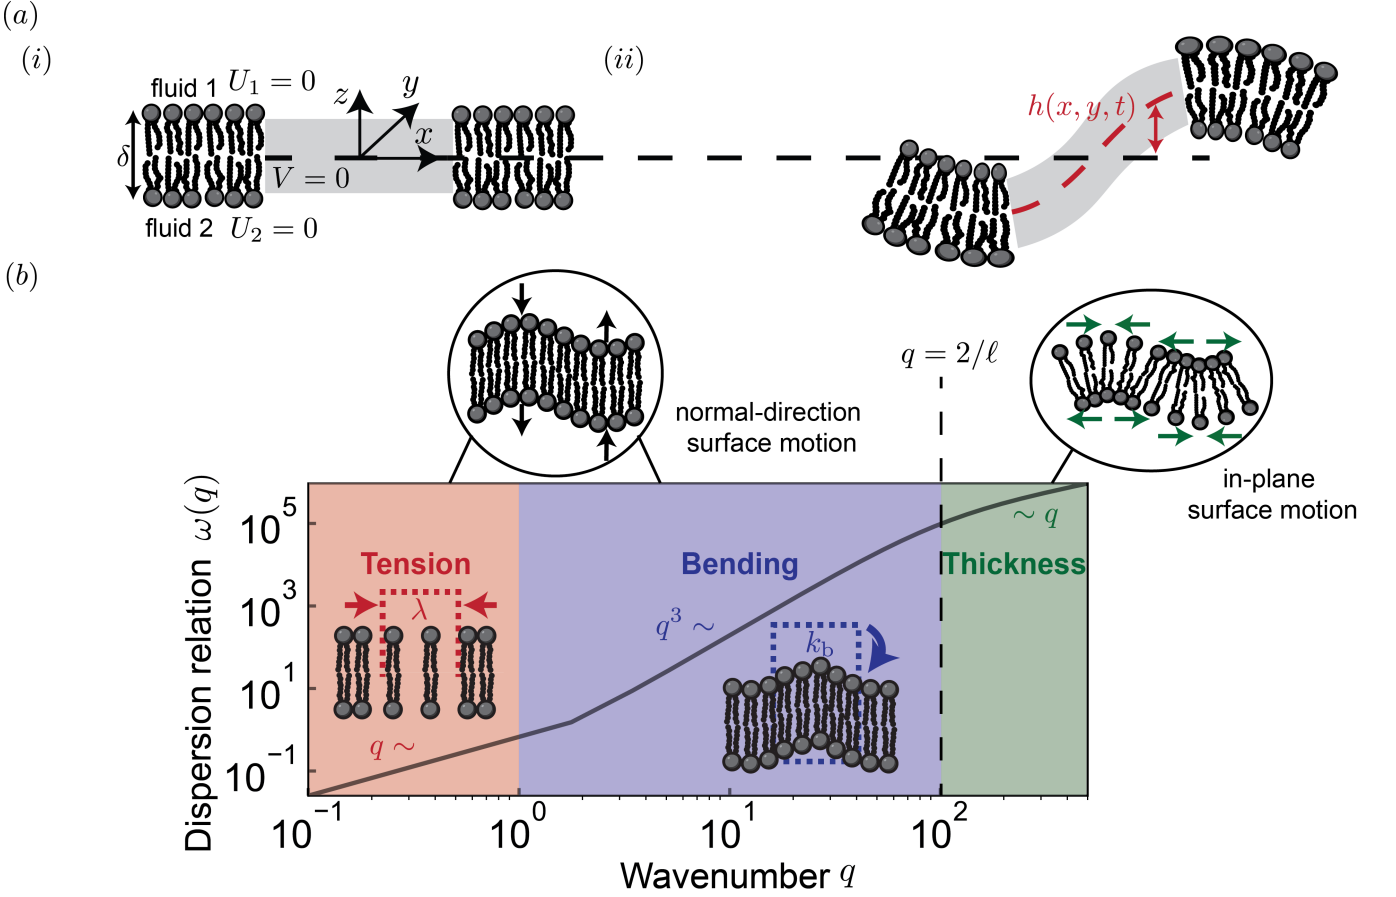 (a)
(i)
fluid 1 U₁ = 0
z
y
x
δ
V = 0
fluid 2 U₂ = 0
(ii)
h(x, y, t)
(b)
normal-direction
surface motion
q = 2/ℓ
in-plane
surface motion
Dispersion relation ω(q)
10⁵
10³
10¹
10⁻¹
Tension
λ
q ∼
Bending
q³ ∼
k_b
Thickness
∼ q
10⁻¹ 10⁰ 10¹ 10²
Wavenumber q